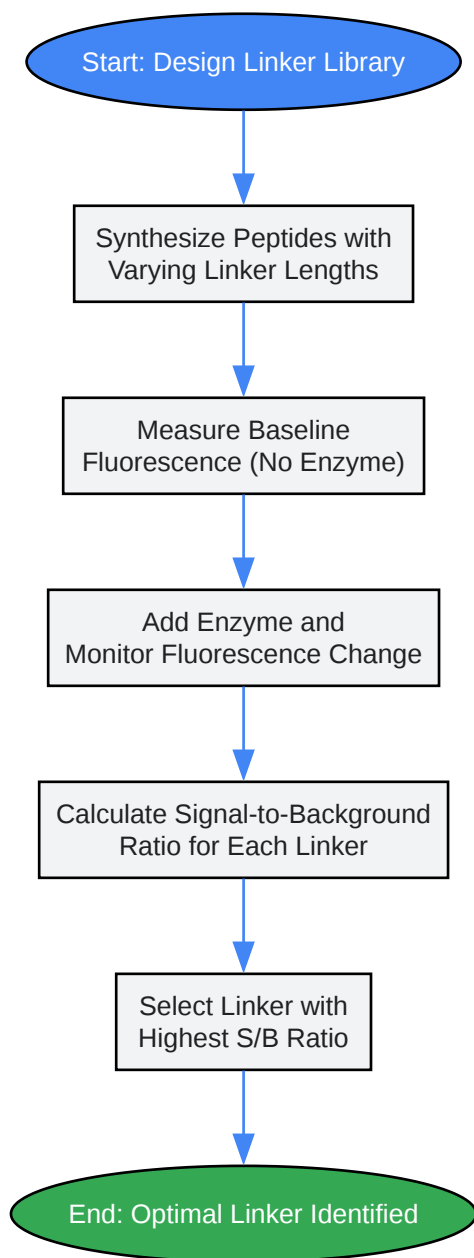 Start: Design Linker Library
Synthesize Peptides with
Varying Linker Lengths
Measure Baseline
Fluorescence (No Enzyme)
Add Enzyme and
Monitor Fluorescence Change
Calculate Signal-to-Background
Ratio for Each Linker
Select Linker with
Highest S/B Ratio
End: Optimal Linker Identified